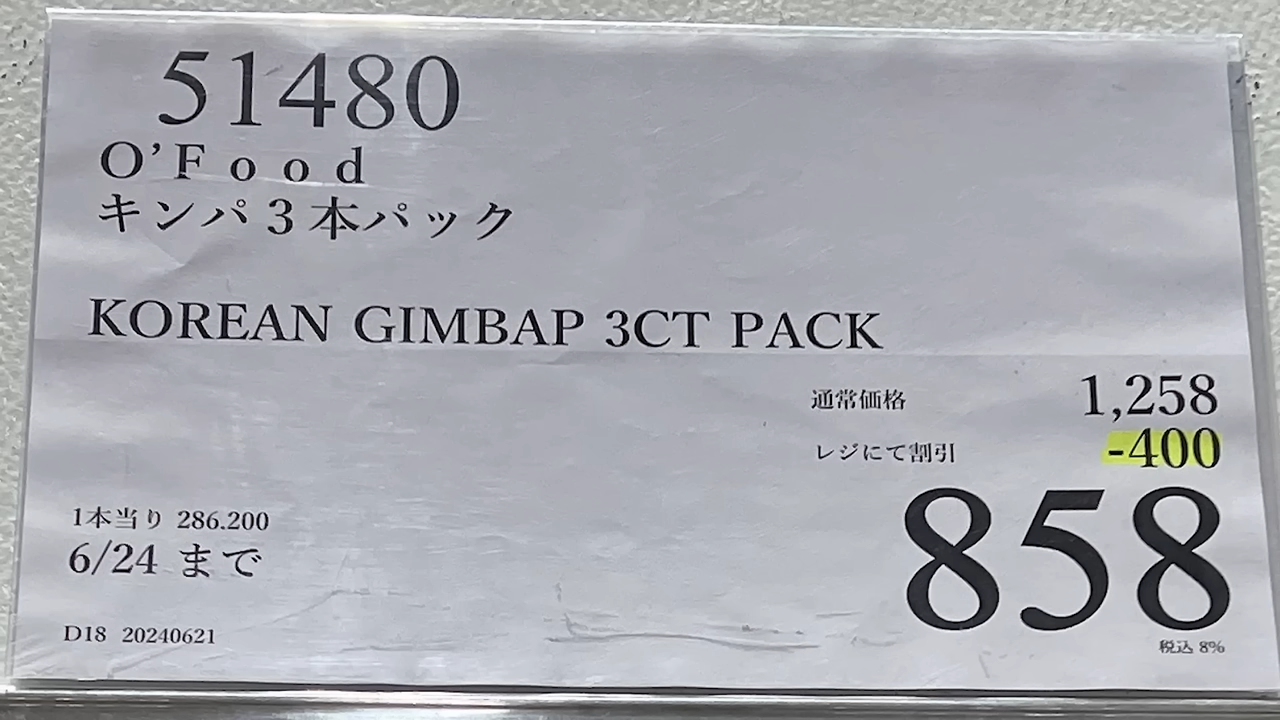 51480
O'Food
キンパ３本パック
KOREAN GIMBAP 3CT PACK
通常価格 1,258
レジにて割引 -400
858
税込 8%
1本当り 286.200
6/24 まで
D18 20240621